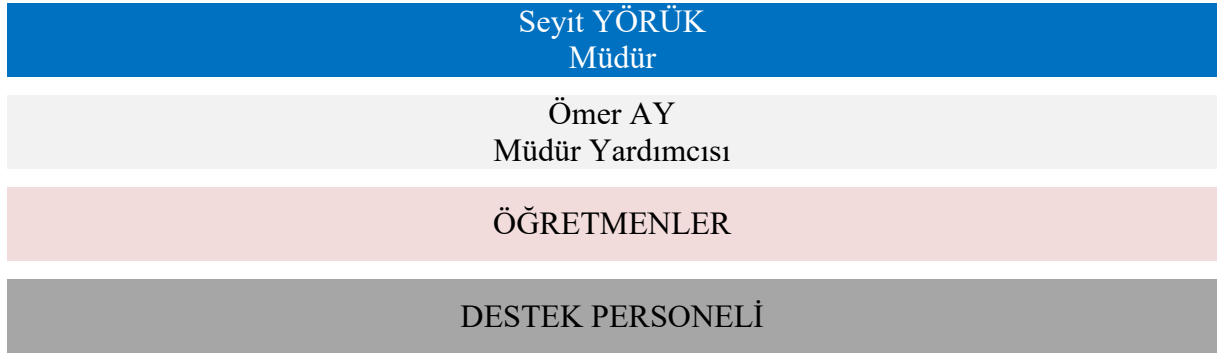 Seyit YÖRÜK
Müdür
Ömer AY
Müdür Yardımcısı
ÖĞRETMENLER
DESTEK PERSONELİ